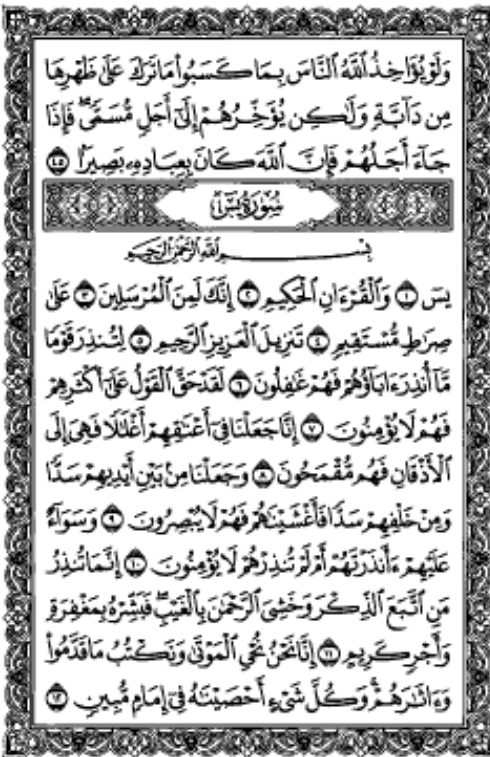 وَلَوْ يُؤَاخِذُ ٱللَّهُ ٱلنَّاسَ بِمَا كَسَبُوا۟ مَا تَرَكَ عَلَىٰ ظَهْرِهَا
مِن دَآبَّةٍ وَلَٰكِن يُؤَخِّرُهُمْ إِلَىٰٓ أَجَلٍ مُّسَمًّى ۖ فَإِذَا
جَآءَ أَجَلُهُمْ فَإِنَّ ٱللَّهَ كَانَ بِعِبَادِهِۦ بَصِيرًۢا ٤٥
سُورَةُ يسٓ
بِسْمِ ٱللَّهِ ٱلرَّحْمَٰنِ ٱلرَّحِيمِ
يسٓ ١ وَٱلْقُرْءَانِ ٱلْحَكِيمِ ٢ إِنَّكَ لَمِنَ ٱلْمُرْسَلِينَ ٣ عَلَىٰ
صِرَٰطٍ مُّسْتَقِيمٍ ٤ تَنزِيلَ ٱلْعَزِيزِ ٱلرَّحِيمِ ٥ لِتُنذِرَ قَوْمًا
مَّآ أُنذِرَ ءَابَآؤُهُمْ فَهُمْ غَٰفِلُونَ ٦ لَقَدْ حَقَّ ٱلْقَوْلُ عَلَىٰٓ أَكْثَرِهِمْ
فَهُمْ لَا يُؤْمِنُونَ ٧ إِنَّا جَعَلْنَا فِىٓ أَعْنَٰقِهِمْ أَغْلَٰلًا فَهِىَ إِلَى
ٱلْأَذْقَانِ فَهُم مُّقْمَحُونَ ٨ وَجَعَلْنَا مِنۢ بَيْنِ أَيْدِيهِمْ سَدًّا
وَمِنْ خَلْفِهِمْ سَدًّا فَأَغْشَيْنَٰهُمْ فَهُمْ لَا يُبْصِرُونَ ٩ وَسَوَآءٌ
عَلَيْهِمْ ءَأَنذَرْتَهُمْ أَمْ لَمْ تُنذِرْهُمْ لَا يُؤْمِنُونَ ١٠ إِنَّمَا تُنذِرُ
مَنِ ٱتَّبَعَ ٱلذِّكْرَ وَخَشِىَ ٱلرَّحْمَٰنَ بِٱلْغَيْبِ ۖ فَبَشِّرْهُ بِمَغْفِرَةٍ
وَأَجْرٍ كَرِيمٍ ١١ إِنَّا نَحْنُ نُحْىِ ٱلْمَوْتَىٰ وَنَكْتُبُ مَا قَدَّمُوا۟
وَءَاثَٰرَهُمْ ۚ وَكُلَّ شَىْءٍ أَحْصَيْنَٰهُ فِىٓ إِمَامٍ مُّبِينٍ ١٢